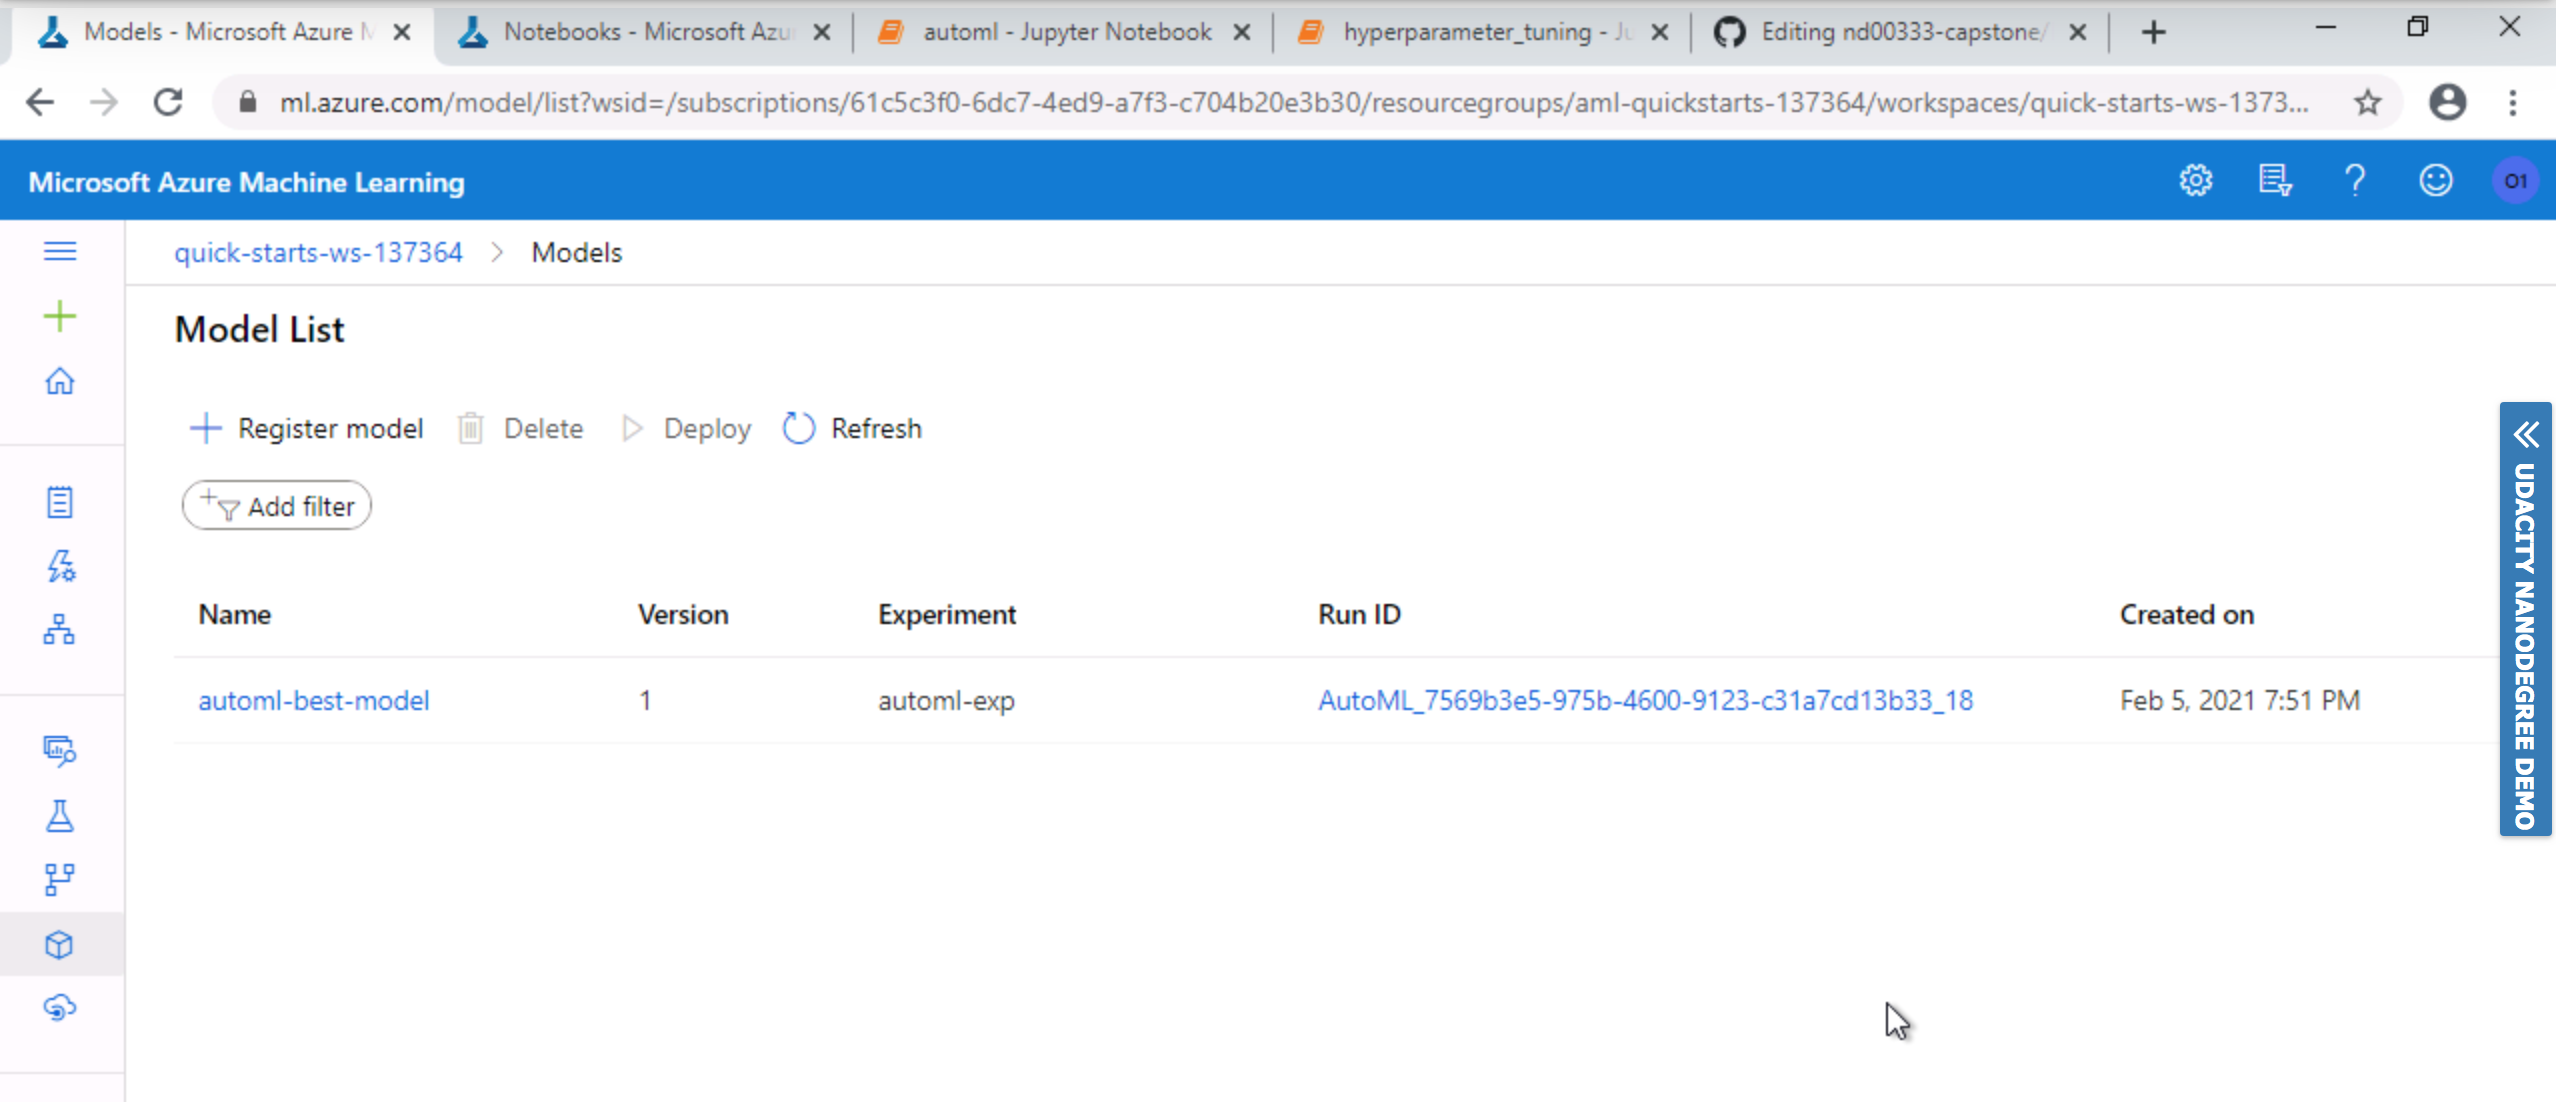 Models - Microsoft Azure M
Notebooks - Microsoft Azu
automl - Jupyter Notebook
hyperparameter_tuning - Ju
Editing nd00333-capstone/
ml.azure.com/model/list?wsid=/subscriptions/61c5c3f0-6dc7-4ed9-a7f3-c704b20e3b30/resourcegroups/aml-quickstarts-137364/workspaces/quick-starts-ws-1373...
Microsoft Azure Machine Learning
O1
quick-starts-ws-137364 > Models
Model List
Register model Delete Deploy Refresh
Add filter
Name Version Experiment Run ID Created on
automl-best-model 1 automl-exp AutoML_7569b3e5-975b-4600-9123-c31a7cd13b33_18 Feb 5, 2021 7:51 PM
UDACITY NANODEGREE DEMO